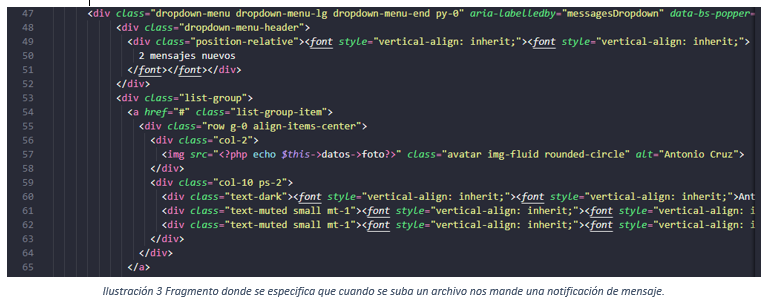 47 <div class="dropdown-menu dropdown-menu-lg dropdown-menu-end py-0" aria-labelledby="messagesDropdown" data-bs-popper=
48 <div class="dropdown-menu-header">
49 <div class="position-relative"><font style="vertical-align: inherit;"><font style="vertical-align: inherit;">
50 2 mensajes nuevos
51 </font></font></div>
52 </div>
53 <div class="list-group">
54 <a href="#" class="list-group-item">
55 <div class="row g-0 align-items-center">
56 <div class="col-2">
57 <img src="<?php echo $this->datos->foto?>" class="avatar img-fluid rounded-circle" alt="Antonio Cruz">
58 </div>
59 <div class="col-10 ps-2">
60 <div class="text-dark"><font style="vertical-align: inherit;"><font style="vertical-align: inherit;">Ant
61 <div class="text-muted small mt-1"><font style="vertical-align: inherit;"><font style="vertical-align: i
62 <div class="text-muted small mt-1"><font style="vertical-align: inherit;"><font style="vertical-align: i
63 </div>
64 </div>
65 </a>
Ilustración 3 Fragmento donde se especifica que cuando se suba un archivo nos mande una notificación de mensaje.